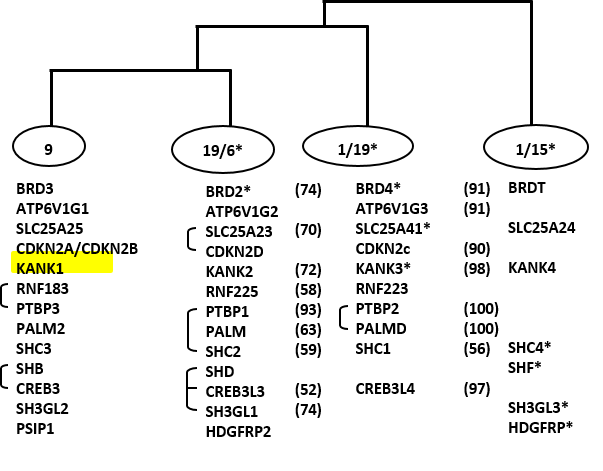 9 19/6* 1/19* 1/15*
BRD3 BRD2* (74) BRD4* (91) BRDT
ATP6V1G1 ATP6V1G2 ATP6V1G3 (91)
SLC25A25 SLC25A23 (70) SLC25A41* SLC25A24
CDKN2A/CDKN2B CDKN2D CDKN2c (90)
KANK1 KANK2 (72) KANK3* (98) KANK4
RNF183 RNF225 (58) RNF223
PTBP3 PTBP1 (93) PTBP2 (100)
PALM2 PALM (63) PALMD (100)
SHC3 SHC2 (59) SHC1 (56) SHC4*
SHB SHD SHF*
CREB3 CREB3L3 (52) CREB3L4 (97)
SH3GL2 SH3GL1 (74) SH3GL3*
PSIP1 HDGFRP2 HDGFRP*